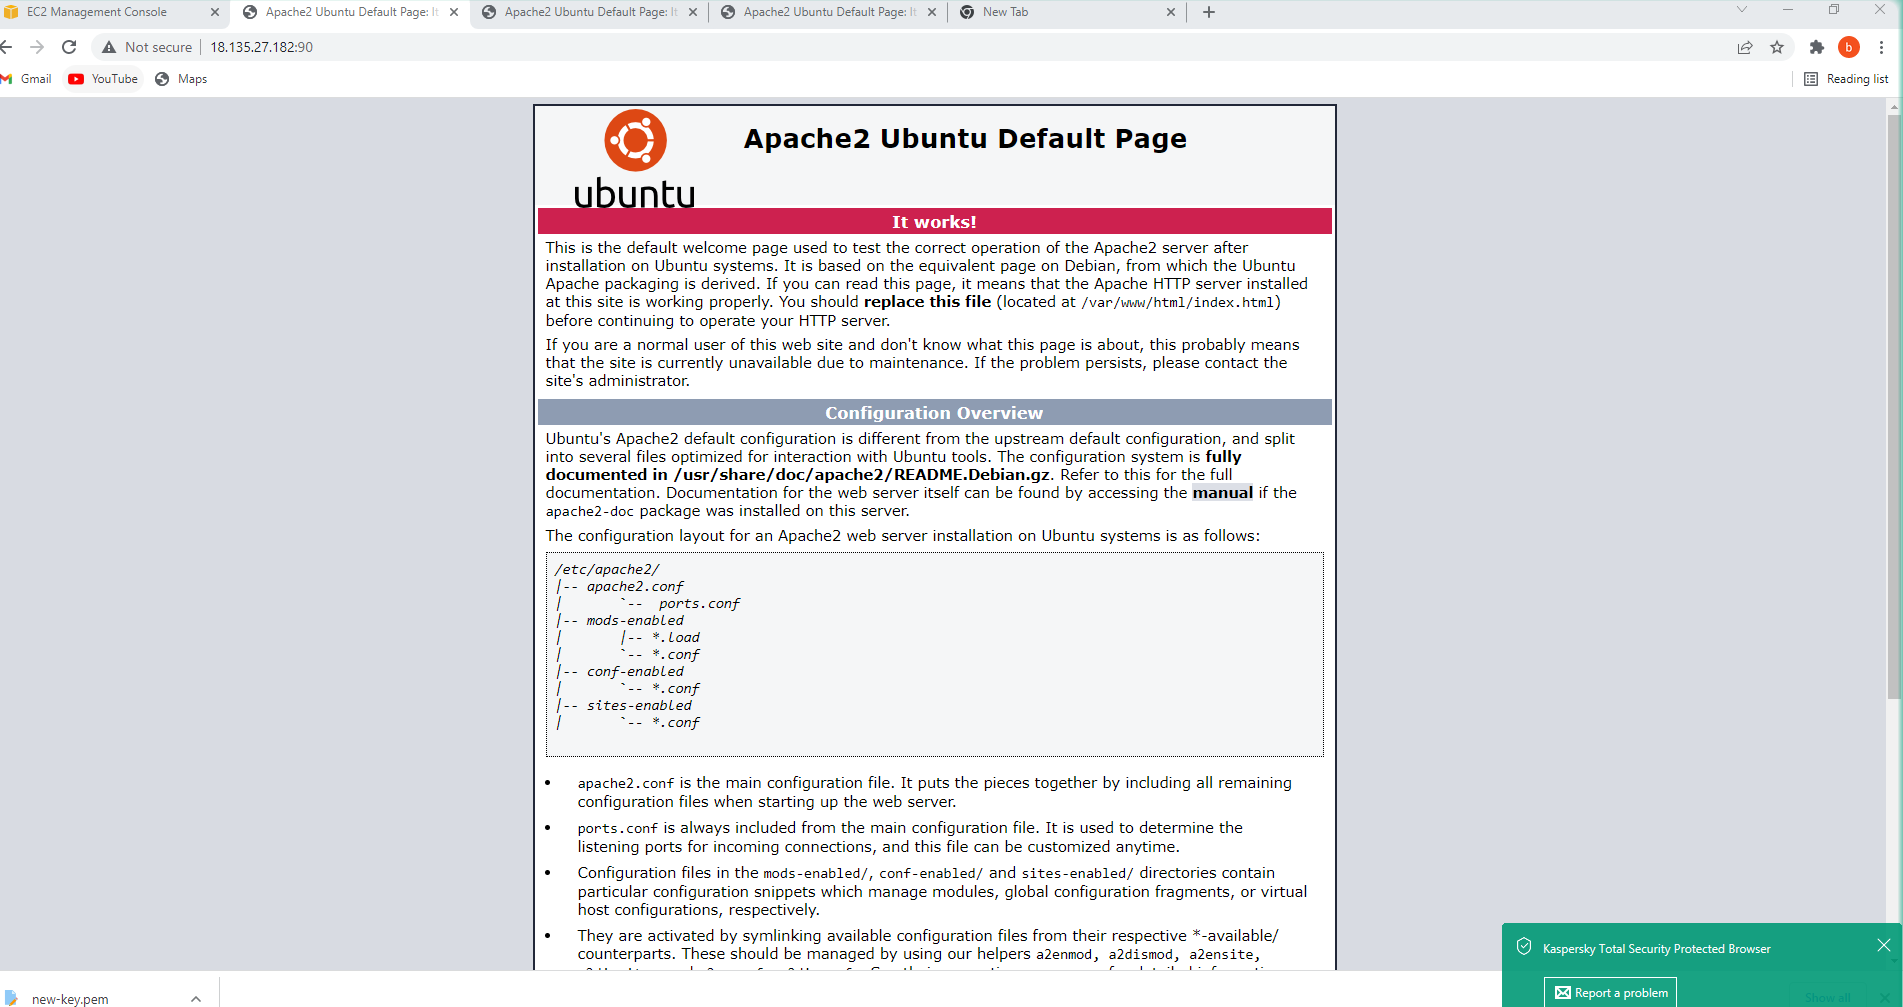 EC2 Management Console
Apache2 Ubuntu Default Page: It
Apache2 Ubuntu Default Page: It
Apache2 Ubuntu Default Page: It
New Tab
Not secure
18.135.27.182:90
b
Gmail
YouTube
Maps
Reading list
ubuntu
Apache2 Ubuntu Default Page
It works!
This is the default welcome page used to test the correct operation of the Apache2 server after
installation on Ubuntu systems. It is based on the equivalent page on Debian, from which the Ubuntu
Apache packaging is derived. If you can read this page, it means that the Apache HTTP server installed
at this site is working properly. You should replace this file (located at /var/www/html/index.html)
before continuing to operate your HTTP server.
If you are a normal user of this web site and don't know what this page is about, this probably means
that the site is currently unavailable due to maintenance. If the problem persists, please contact the
site's administrator.
Configuration Overview
Ubuntu's Apache2 default configuration is different from the upstream default configuration, and split
into several files optimized for interaction with Ubuntu tools. The configuration system is fully
documented in /usr/share/doc/apache2/README.Debian.gz. Refer to this for the full
documentation. Documentation for the web server itself can be found by accessing the manual if the
apache2-doc package was installed on this server.
The configuration layout for an Apache2 web server installation on Ubuntu systems is as follows:
/etc/apache2/
|-- apache2.conf
|       `--  ports.conf
|-- mods-enabled
|       |-- *.load
|       `-- *.conf
|-- conf-enabled
|       `-- *.conf
|-- sites-enabled
|       `-- *.conf
• apache2.conf is the main configuration file. It puts the pieces together by including all remaining
configuration files when starting up the web server.
• ports.conf is always included from the main configuration file. It is used to determine the
listening ports for incoming connections, and this file can be customized anytime.
• Configuration files in the mods-enabled/, conf-enabled/ and sites-enabled/ directories contain
particular configuration snippets which manage modules, global configuration fragments, or virtual
host configurations, respectively.
• They are activated by symlinking available configuration files from their respective *-available/
counterparts. These should be managed by using our helpers a2enmod, a2dismod, a2ensite,
Kaspersky Total Security Protected Browser
Report a problem
new-key.pem
Show all